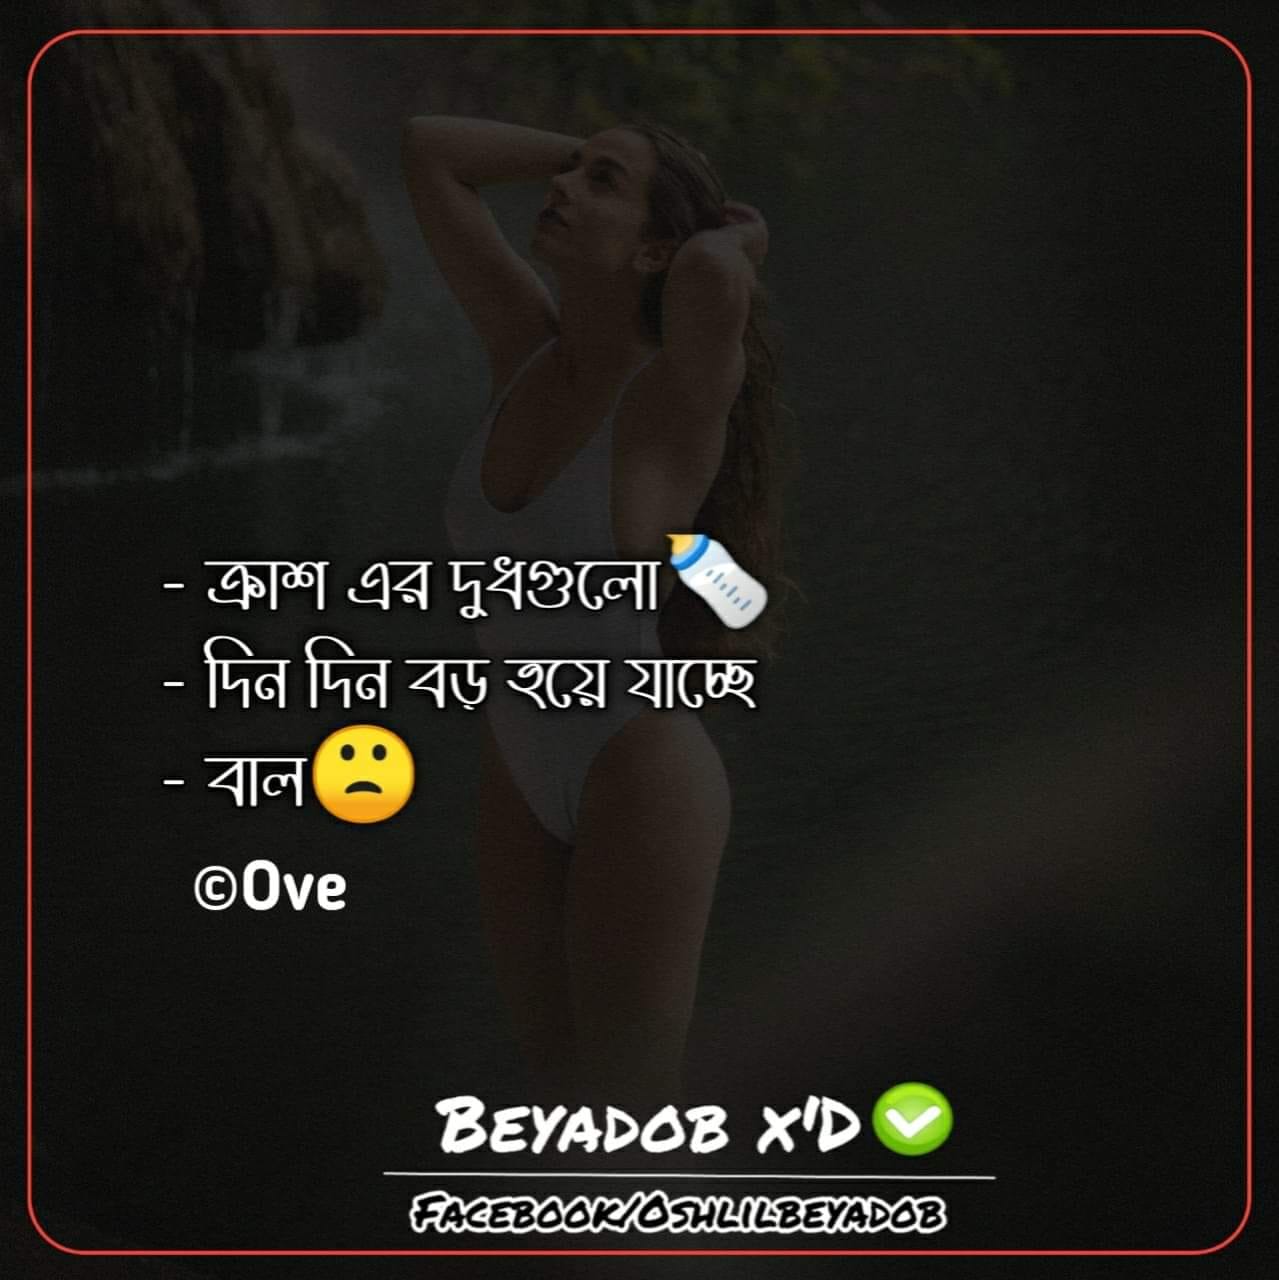 - ক্রাশ এর দুধগুলো🍼
- দিন দিন বড় হয়ে যাচ্ছে
- বাল🙁
©Ove
BEYADOB X'D
FACEBOOK/OSHLILBEYADOB